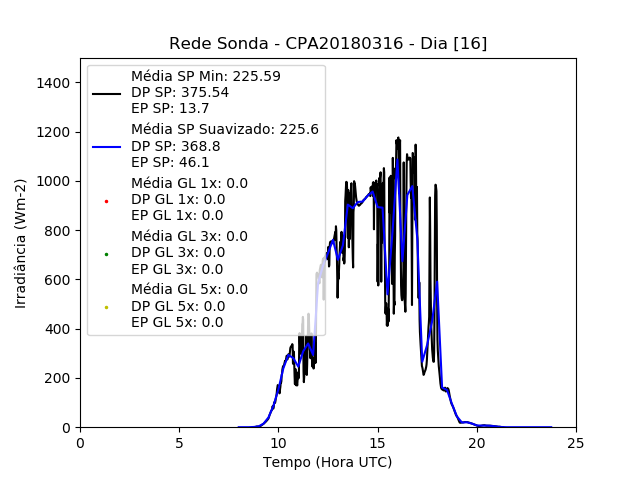 Rede Sonda - CPA20180316 - Dia [16]
Irradiância (Wm-2)
1400
1200
1000
800
600
400
200
0
Média SP Min: 225.59
DP SP: 375.54
EP SP: 13.7
Média SP Suavizado: 225.6
DP SP: 368.8
EP SP: 46.1
Média GL 1x: 0.0
DP GL 1x: 0.0
EP GL 1x: 0.0
Média GL 3x: 0.0
DP GL 3x: 0.0
EP GL 3x: 0.0
Média GL 5x: 0.0
DP GL 5x: 0.0
EP GL 5x: 0.0
0 5 10 15 20 25
Tempo (Hora UTC)